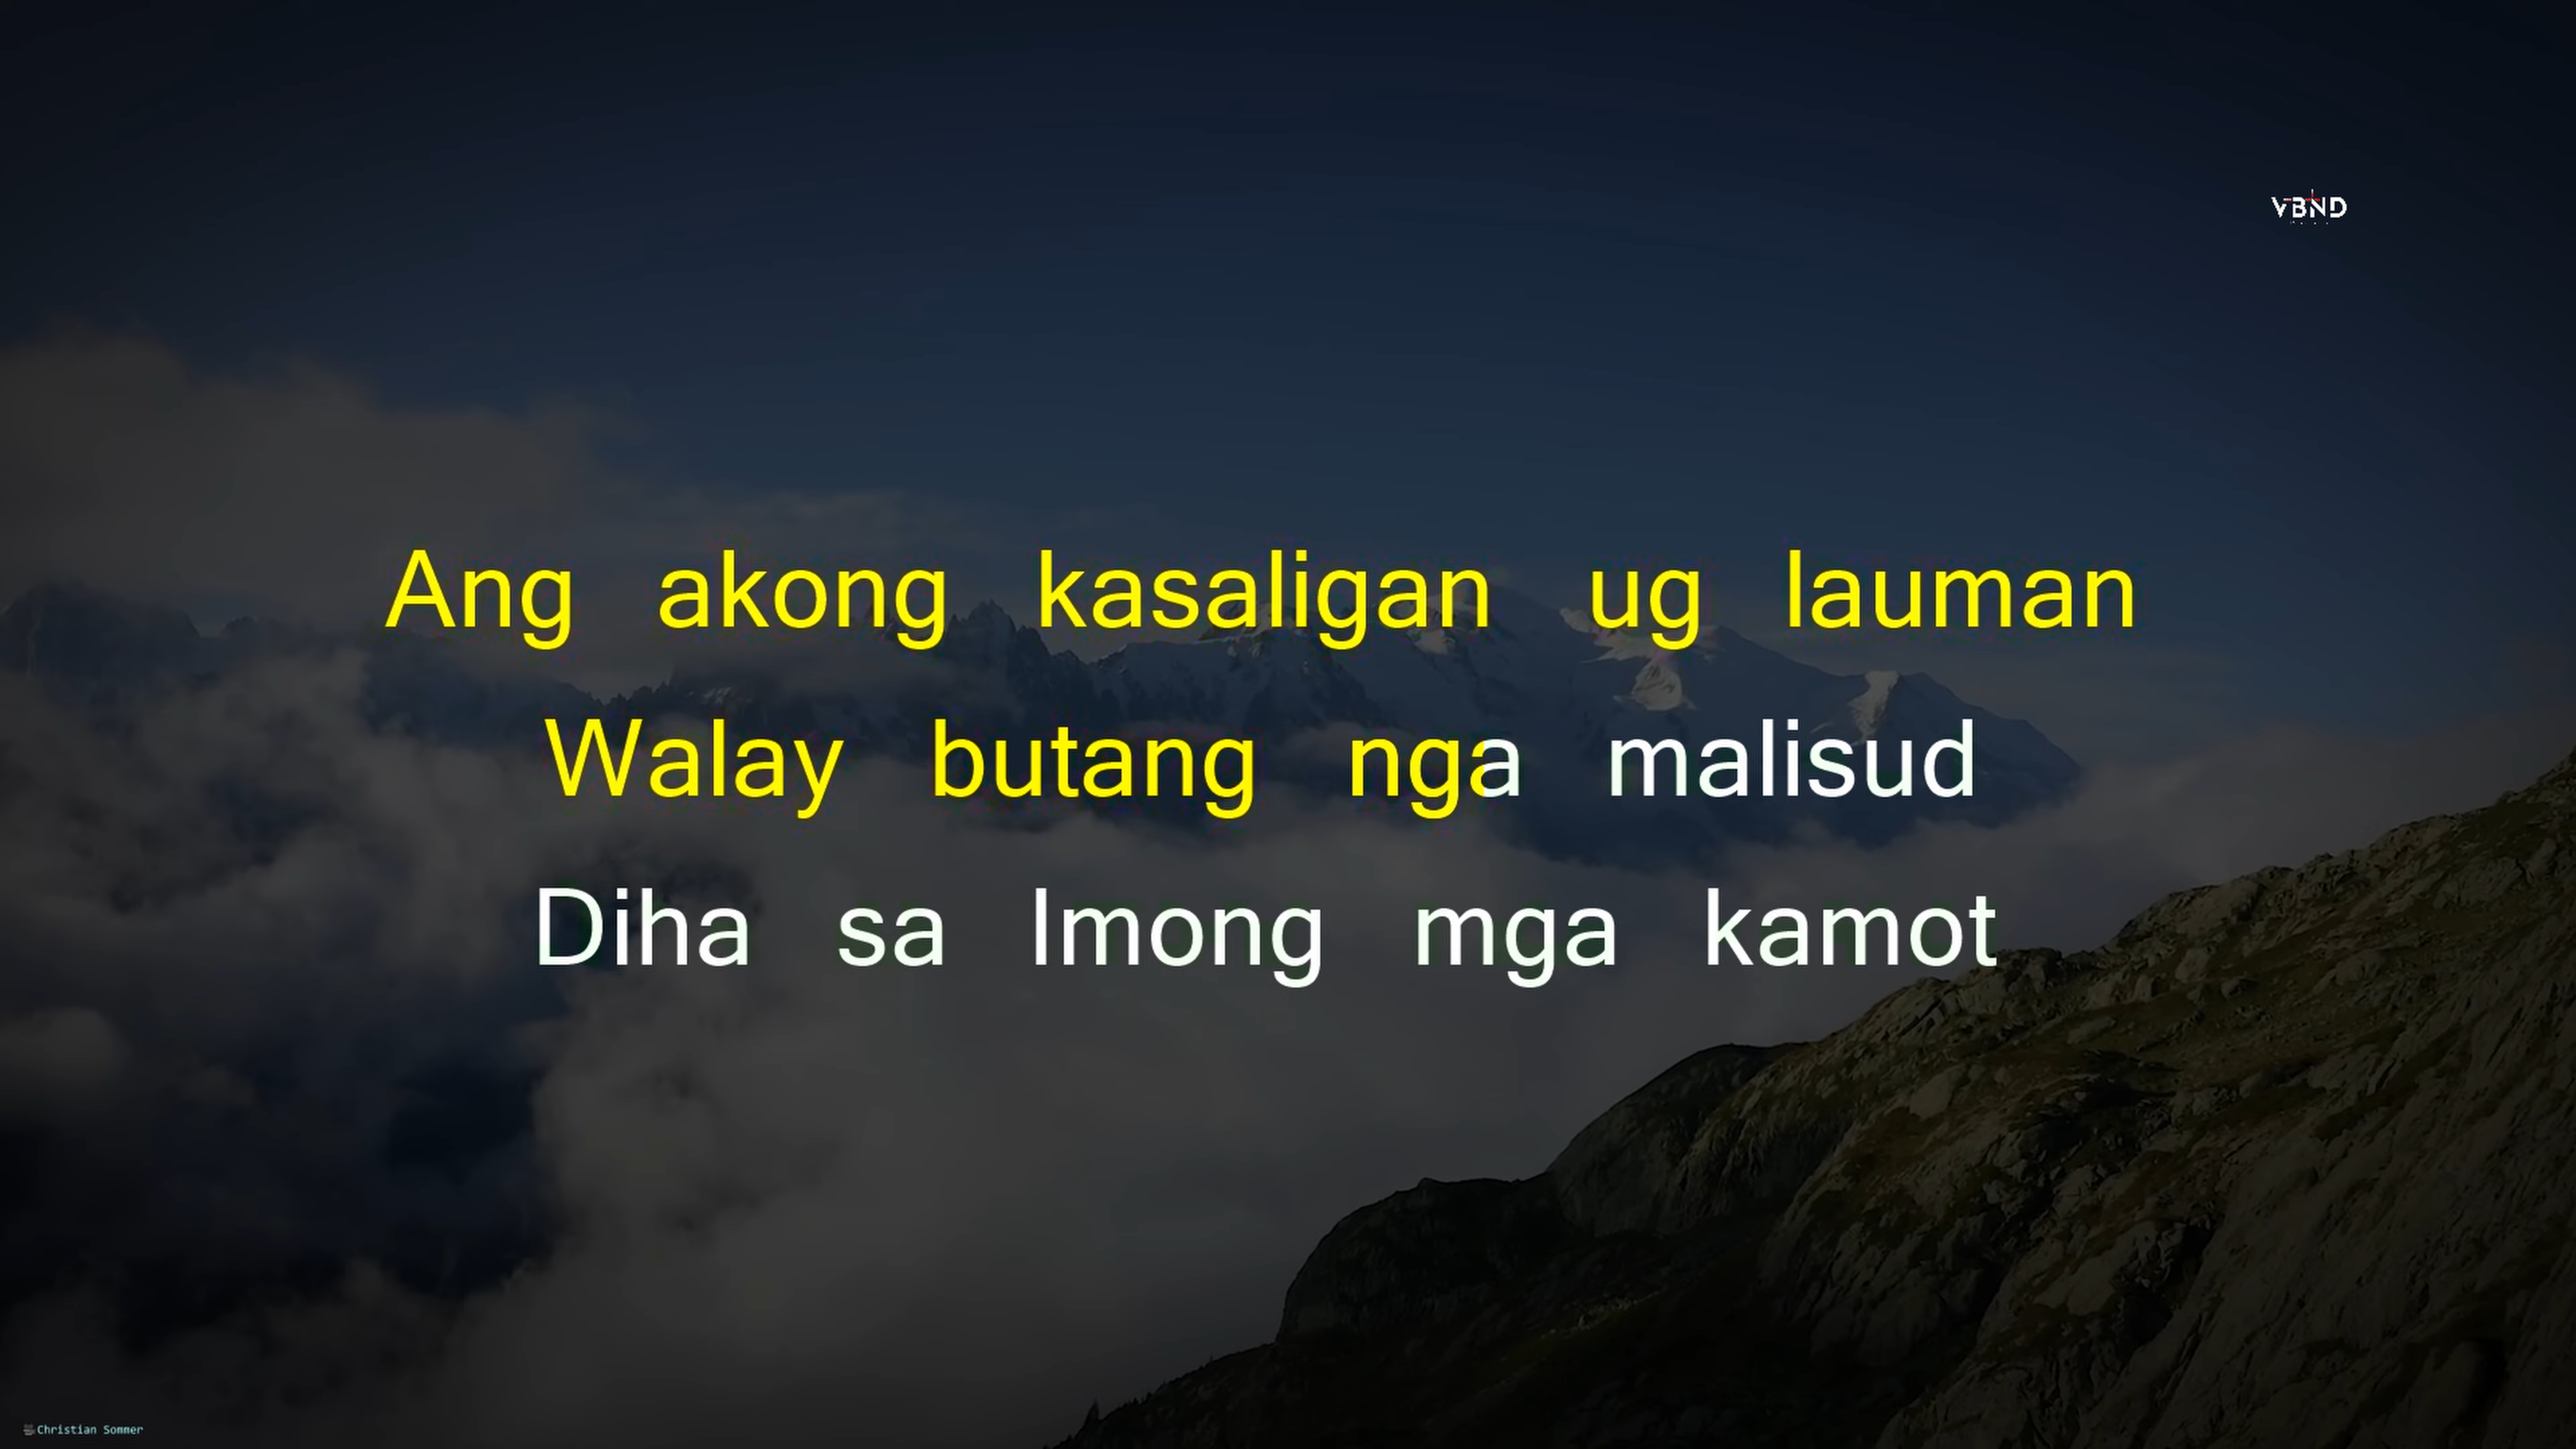 VBND
Ang akong kasaligan ug lauman
Walay butang nga malisud
Diha sa Imong mga kamot
Christian Sommer